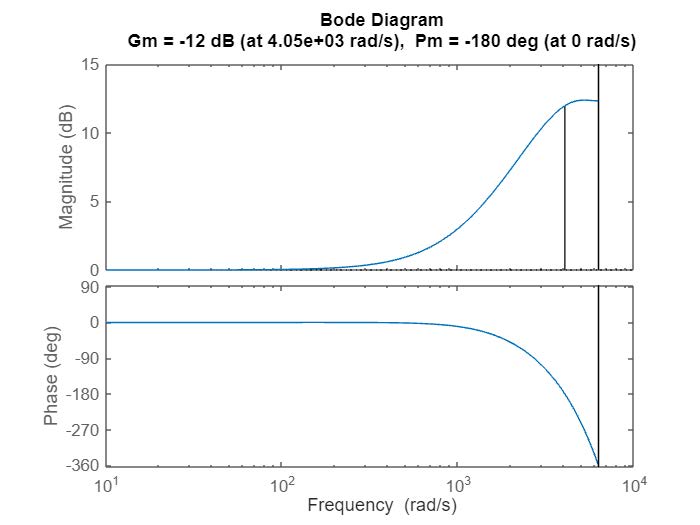 Bode Diagram
Gm = -12 dB (at 4.05e+03 rad/s), Pm = -180 deg (at 0 rad/s)
15
10
5
0
Magnitude (dB)
90
0
-90
-180
-270
-360
Phase (deg)
10^1
10^2
10^3
10^4
Frequency (rad/s)